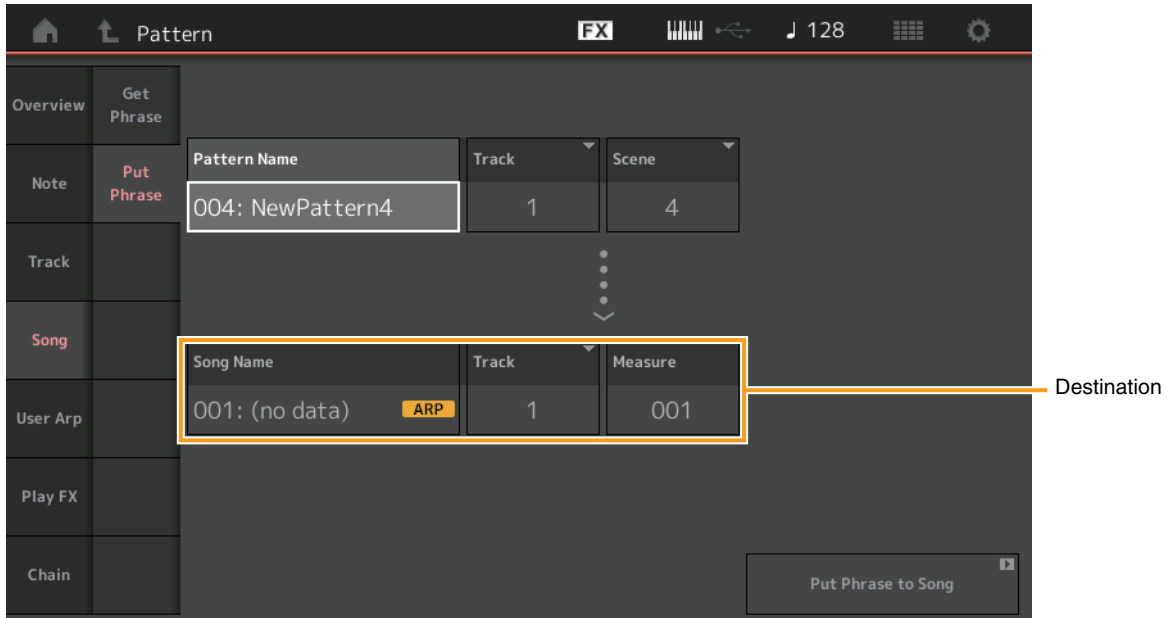 Pattern
FX
♩ 128
Overview
Get
Phrase
Note
Put
Phrase
Track
Song
User Arp
Play FX
Chain
Pattern Name
Track
Scene
004: NewPattern4
1
4
Song Name
Track
Measure
001: (no data)
ARP
1
001
Destination
Put Phrase to Song